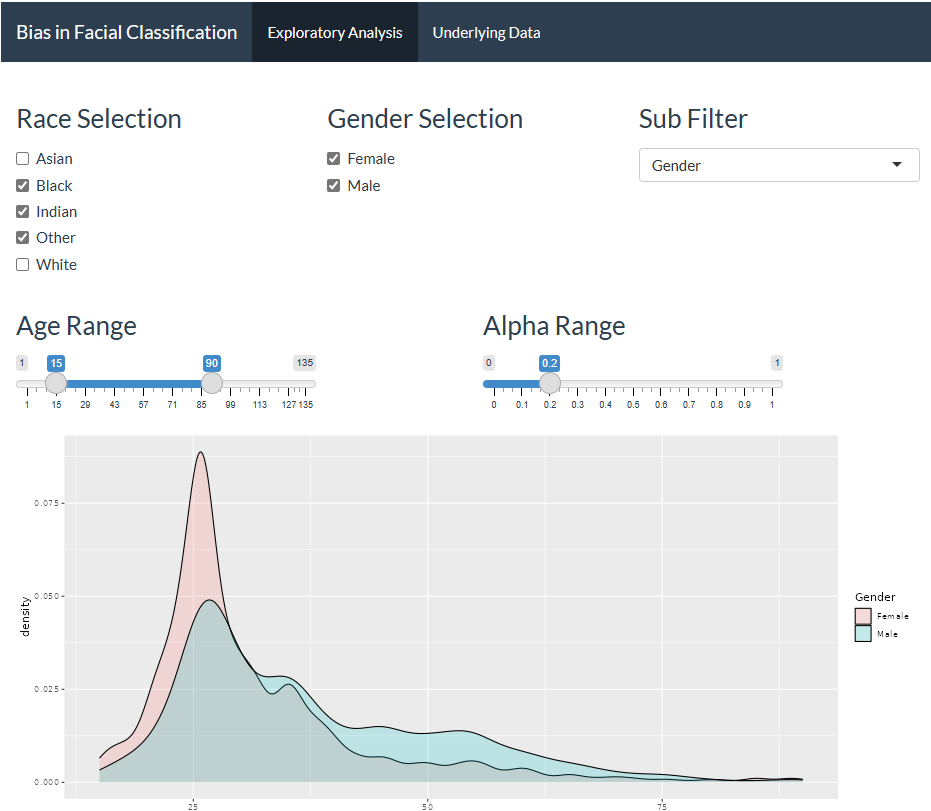 Bias in Facial Classification Exploratory Analysis Underlying Data
Race Selection Gender Selection Sub Filter
Asian Female Gender
Black Male
Indian
Other
White
Age Range Alpha Range
1 15 90 135 0 0.2 1
1 15 29 43 57 71 85 99 113 127 135 0 0.1 0.2 0.3 0.4 0.5 0.6 0.7 0.8 0.9 1
0.075
0.050
0.025
0.000
density
25 50 75
Gender
Female
Male